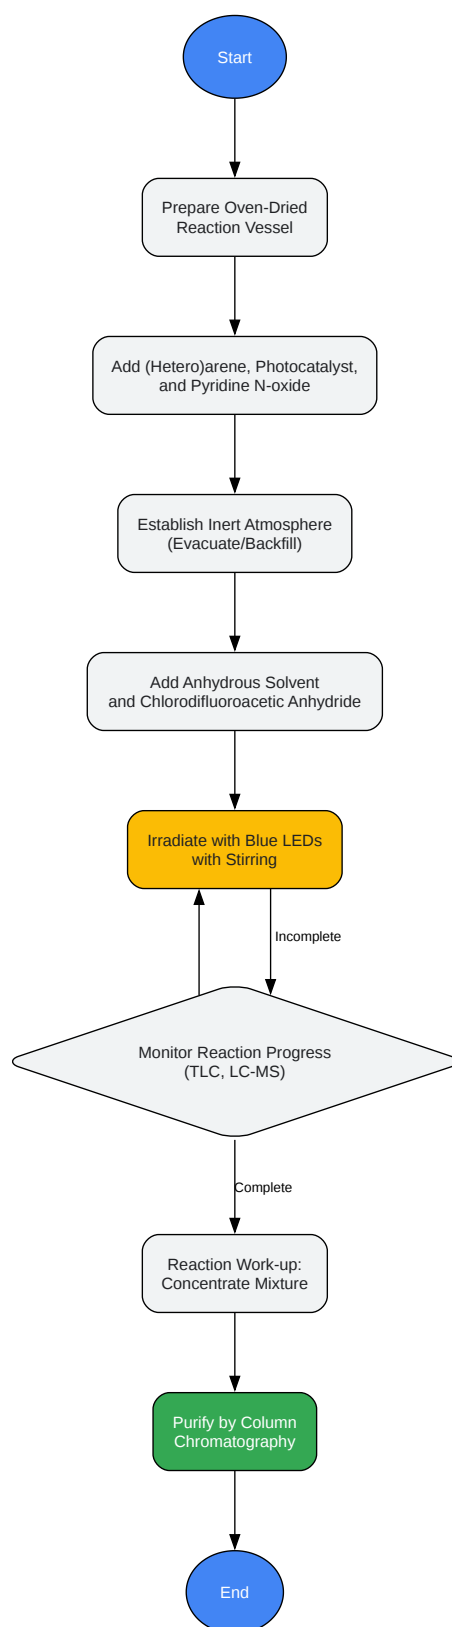 Start
Prepare Oven-Dried
Reaction Vessel
Add (Hetero)arene, Photocatalyst,
and Pyridine N-oxide
Establish Inert Atmosphere
(Evacuate/Backfill)
Add Anhydrous Solvent
and Chlorodifluoroacetic Anhydride
Irradiate with Blue LEDs
with Stirring
Incomplete
Monitor Reaction Progress
(TLC, LC-MS)
Complete
Reaction Work-up:
Concentrate Mixture
Purify by Column
Chromatography
End